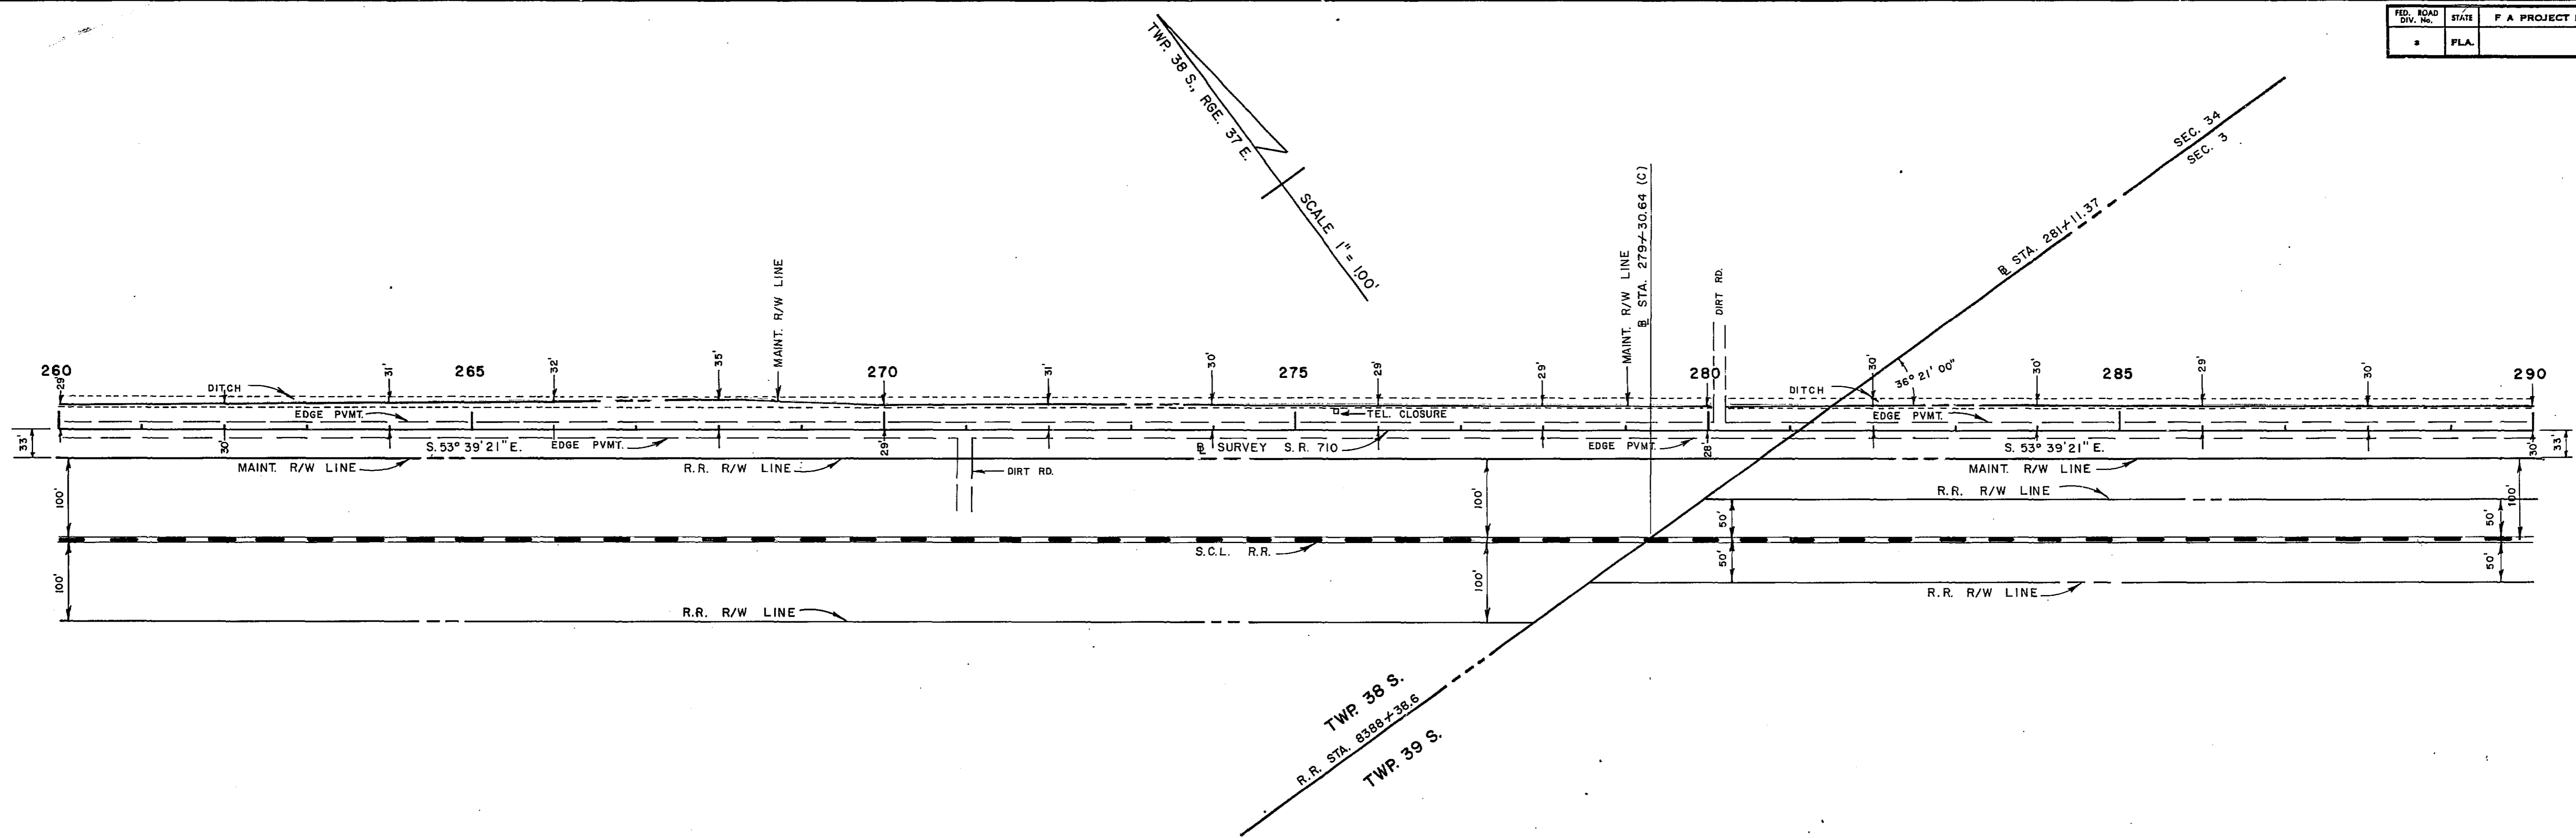 FED. ROAD DIV. No.
STATE
F A PROJECT
FLA.
TWP. 38 S., RGE. 37 E.
SCALE 1" = 100'
SEC. 34
SEC. 3
B STA. 281+11.37
36° 21' 00"
MAINT. R/W LINE
MAINT. R/W LINE
B STA. 279+30.64 (C)
DIRT RD.
260
265
270
275
280
285
290
29'
31'
32'
35'
31'
30'
29'
29'
30'
30'
29'
30'
DITCH
DITCH
EDGE PVMT.
TEL. CLOSURE
EDGE PVMT.
33'
30'
S. 53° 39' 21" E.
EDGE PVMT.
29'
B SURVEY S.R. 710
EDGE PVMT.
28'
S. 53° 39' 21" E.
30'
33'
MAINT. R/W LINE
R.R. R/W LINE
DIRT RD.
MAINT. R/W LINE
R.R. R/W LINE
100'
100'
50'
50'
100'
S.C.L. R.R.
100'
100'
50'
50'
R.R. R/W LINE
R.R. R/W LINE
TWP. 38 S.
R.R. STA. 8388+38.6
TWP. 39 S.